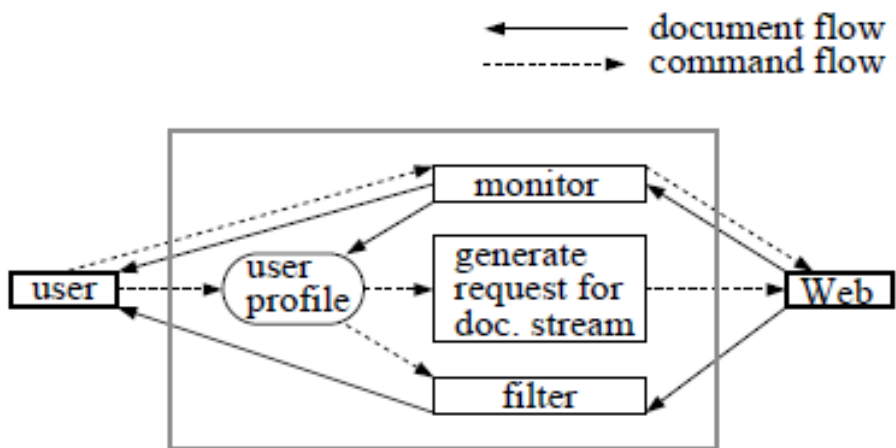 document flow
command flow
monitor
user
profile
generate
request for
doc. stream
user
Web
filter